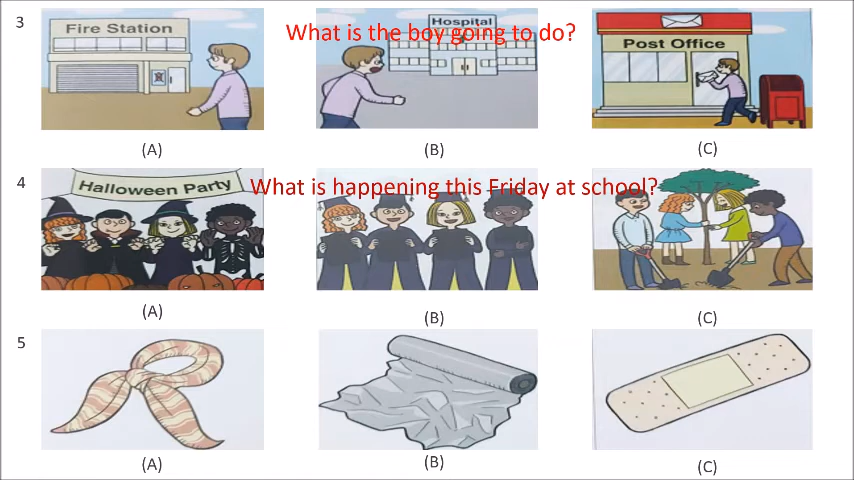 3
What is the boy going to do?
Fire Station
Hospital
Post Office
(A)
(B)
(C)
4
What is happening this Friday at school?
Halloween Party
(A)
(B)
(C)
5
(A)
(B)
(C)